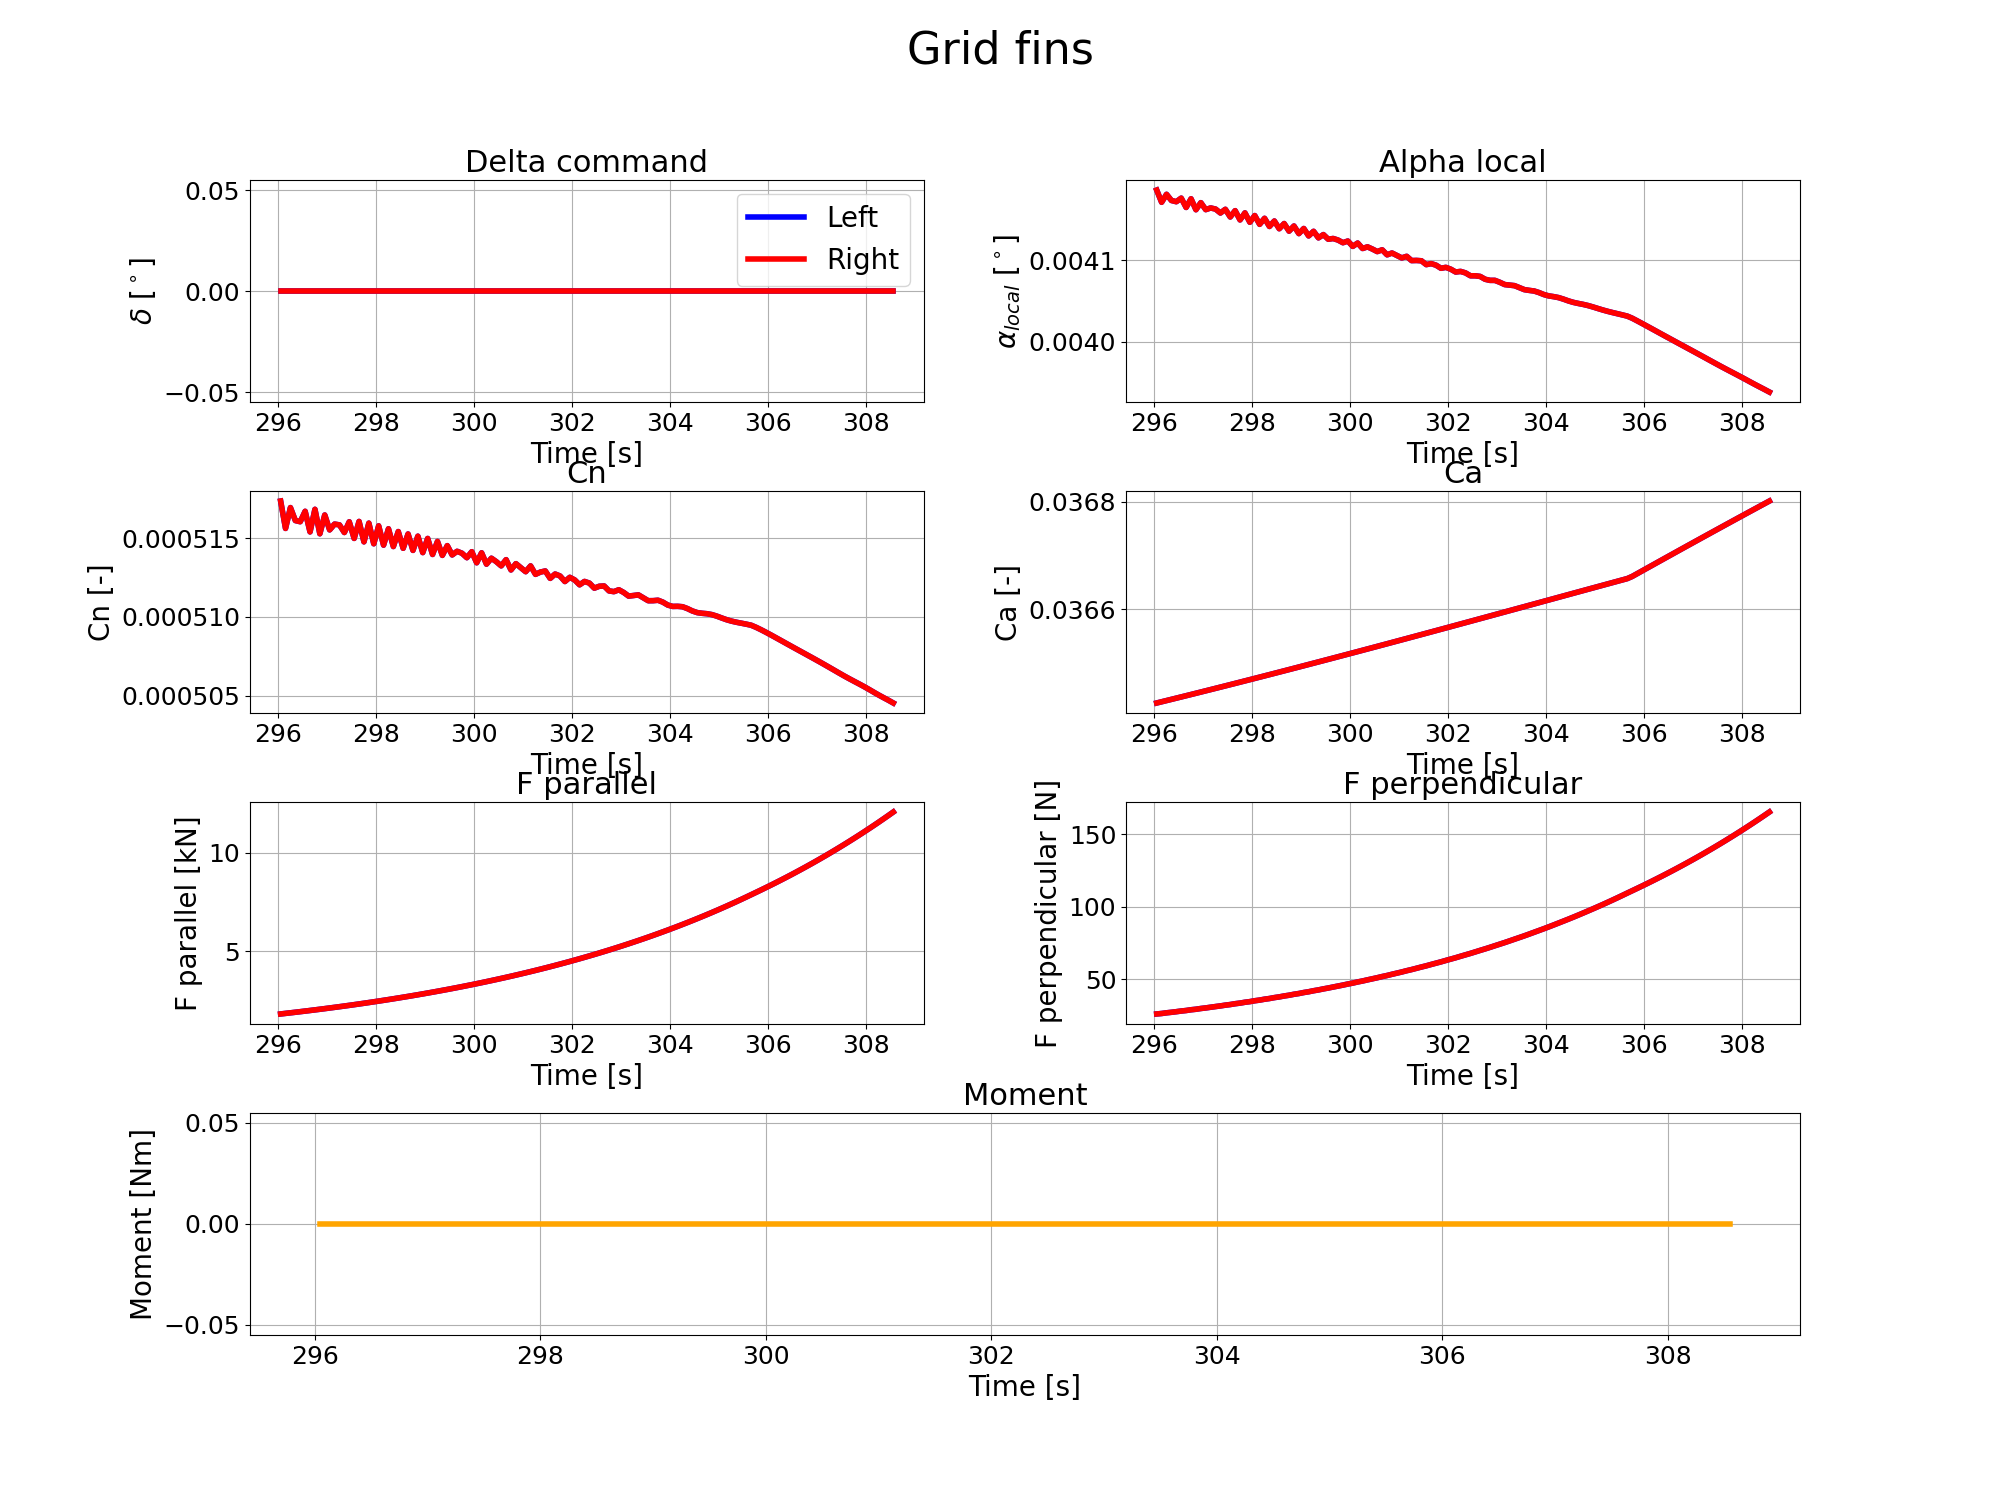 Grid fins
Delta command
δ [°]
0.05
0.00
−0.05
Left
Right
296 298 300 302 304 306 308
Time [s]
Alpha local
α_local [°]
0.0041
0.0040
296 298 300 302 304 306 308
Time [s]
Cn
Cn [-]
0.000515
0.000510
0.000505
296 298 300 302 304 306 308
Time [s]
Ca
Ca [-]
0.0368
0.0366
296 298 300 302 304 306 308
Time [s]
F parallel
F parallel [kN]
10
5
296 298 300 302 304 306 308
Time [s]
F perpendicular
F perpendicular [N]
150
100
50
296 298 300 302 304 306 308
Time [s]
Moment
Moment [Nm]
0.05
0.00
−0.05
296 298 300 302 304 306 308
Time [s]